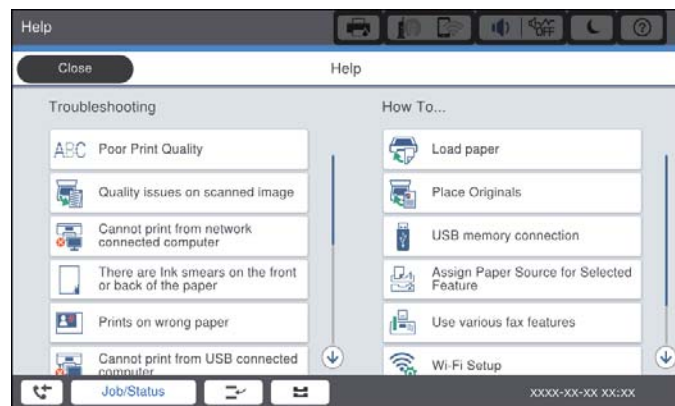 Help
OFF
?
Close
Help
Troubleshooting
ABC Poor Print Quality
Quality issues on scanned image
Cannot print from network
connected computer
There are Ink smears on the front
or back of the paper
Prints on wrong paper
Cannot print from USB connected
computer
How To...
Load paper
Place Originals
USB memory connection
Assign Paper Source for Selected
Feature
Use various fax features
Wi-Fi Setup
Job/Status
xxxx-xx-xx xx:xx